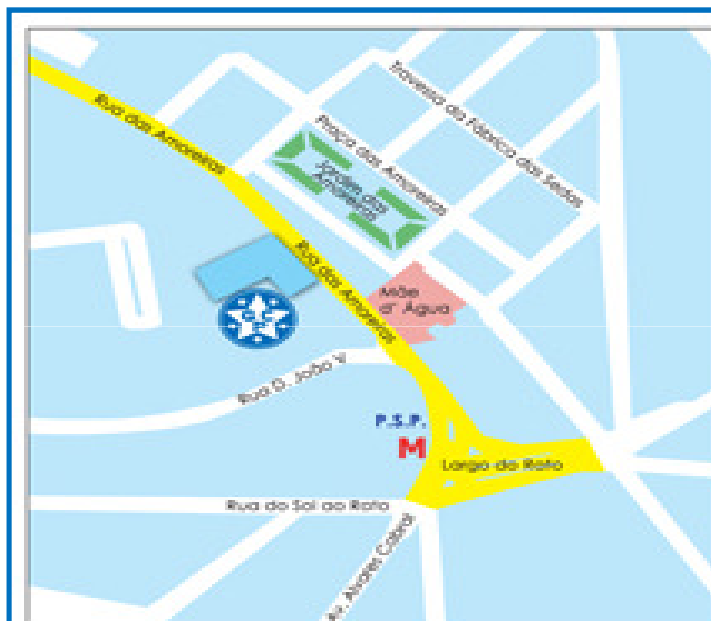 Travessa da Fábrica das Sedas
Rua das Amoreiras
Praça das Amoreiras
Jardim das
Amoreiras
Rua das Amoreiras
Mãe
d' Água
Rua D. João V
P.S.P.
M
Largo do Rato
Rua do Sol ao Rato
Av. Alvares Cabral